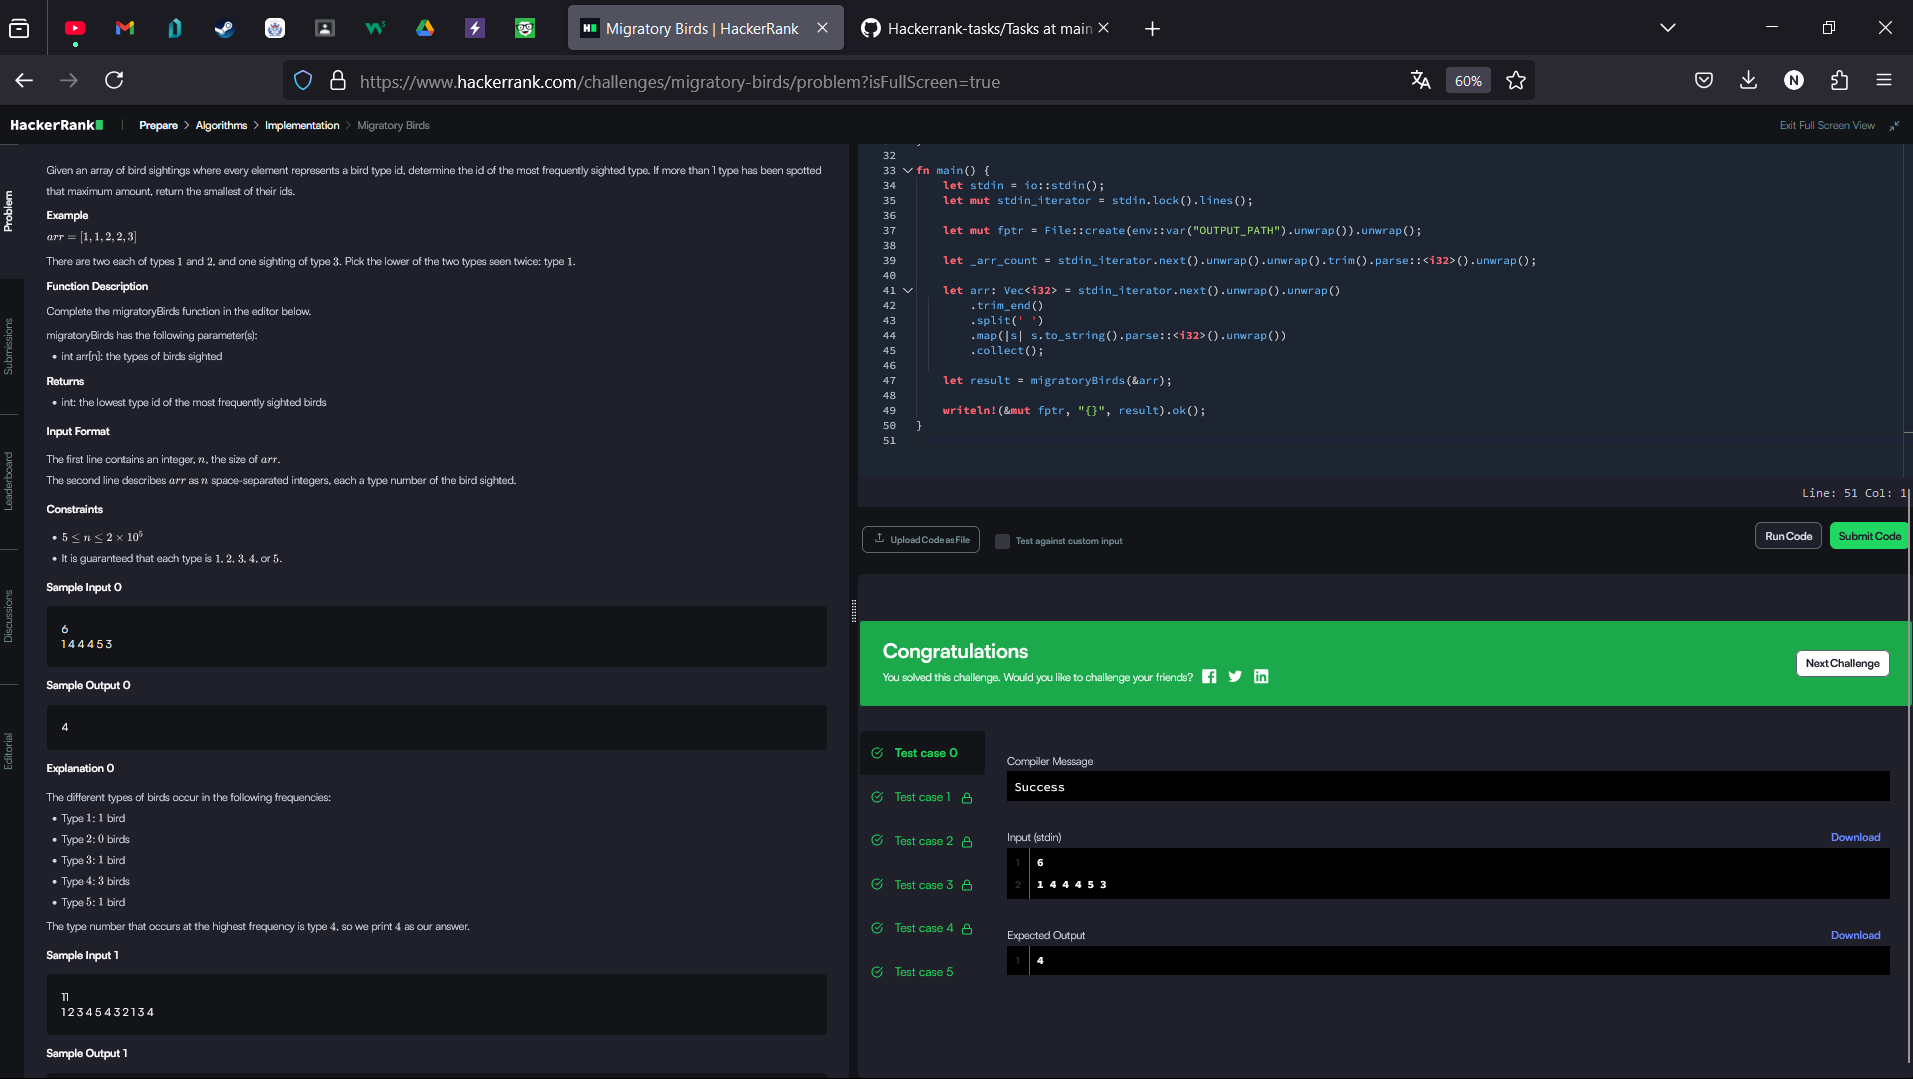 Migratory Birds | HackerRank
Hackerrank-tasks/Tasks at main
https://www.hackerrank.com/challenges/migratory-birds/problem?isFullScreen=true
60%
N
HackerRank
Prepare > Algorithms > Implementation > Migratory Birds
Exit Full Screen View
Problem
Submissions
Leaderboard
Discussions
Editorial
Given an array of bird sightings where every element represents a bird type id, determine the id of the most frequently sighted type. If more than 1 type has been spotted
that maximum amount, return the smallest of their ids.
Example
arr = [1, 1, 2, 2, 3]
There are two each of types 1 and 2, and one sighting of type 3. Pick the lower of the two types seen twice: type 1.
Function Description
Complete the migratoryBirds function in the editor below.
migratoryBirds has the following parameter(s):
• int arr[n]: the types of birds sighted
Returns
• int: the lowest type id of the most frequently sighted birds
Input Format
The first line contains an integer, n, the size of arr.
The second line describes arr as n space-separated integers, each a type number of the bird sighted.
Constraints
• 5 ≤ n ≤ 2 × 10⁵
• It is guaranteed that each type is 1, 2, 3, 4, or 5.
Sample Input 0
6
1 4 4 4 5 3
Sample Output 0
4
Explanation 0
The different types of birds occur in the following frequencies:
• Type 1: 1 bird
• Type 2: 0 birds
• Type 3: 1 bird
• Type 4: 3 birds
• Type 5: 1 bird
The type number that occurs at the highest frequency is type 4, so we print 4 as our answer.
Sample Input 1
11
1 2 3 4 5 4 3 2 1 3 4
Sample Output 1
32
33 fn main() {
34 let stdin = io::stdin();
35 let mut stdin_iterator = stdin.lock().lines();
36
37 let mut fptr = File::create(env::var("OUTPUT_PATH").unwrap()).unwrap();
38
39 let _arr_count = stdin_iterator.next().unwrap().unwrap().trim().parse::<i32>().unwrap();
40
41 let arr: Vec<i32> = stdin_iterator.next().unwrap().unwrap()
42 .trim_end()
43 .split(' ')
44 .map(|s| s.to_string().parse::<i32>().unwrap())
45 .collect();
46
47 let result = migratoryBirds(&arr);
48
49 writeln!(&mut fptr, "{}", result).ok();
50 }
51
Line: 51 Col: 1
Upload Code as File
Test against custom input
Run Code
Submit Code
Congratulations
You solved this challenge. Would you like to challenge your friends?
Next Challenge
Test case 0
Test case 1
Test case 2
Test case 3
Test case 4
Test case 5
Compiler Message
Success
Input (stdin)
Download
1 6
2 1 4 4 4 5 3
Expected Output
Download
1 4